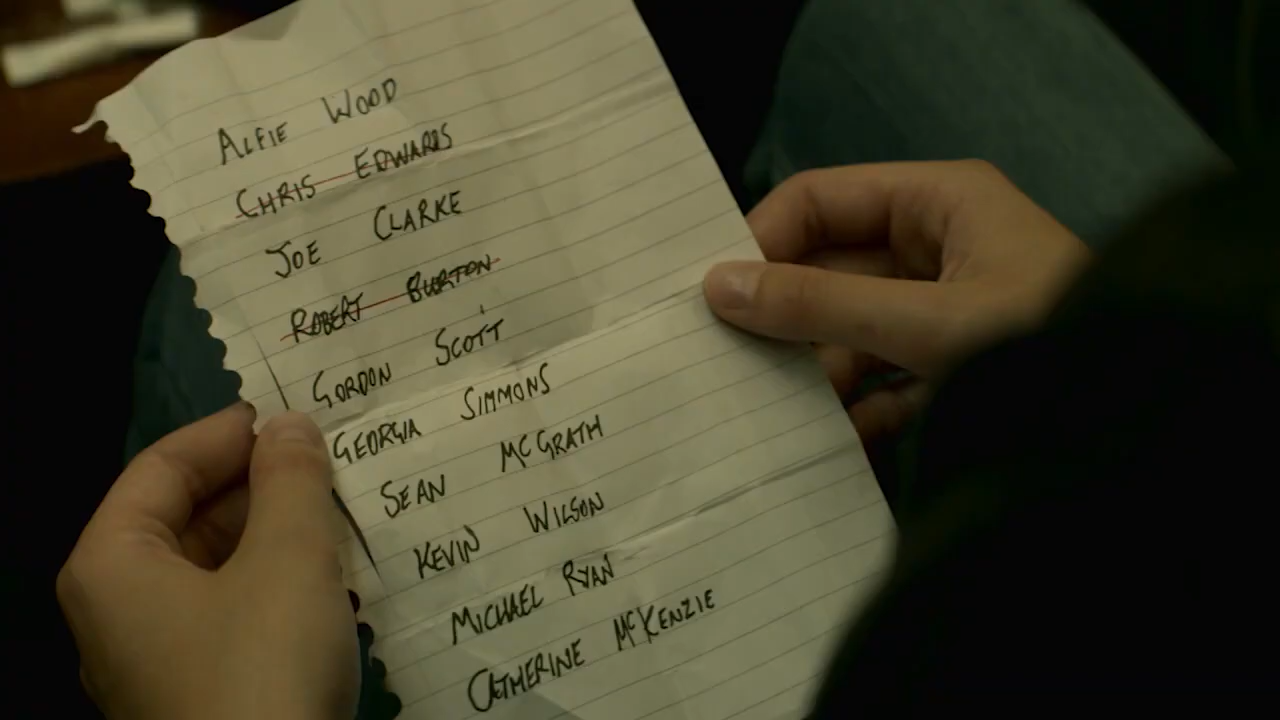 ALFIE WOOD
CHRIS EDWARDS
JOE CLARKE
ROBERT BURTON
GORDON SCOTT
GEORGIA SIMMONS
SEAN MCGRATH
KEVIN WILSON
MICHAEL RYAN
CATHERINE MCKENZIE